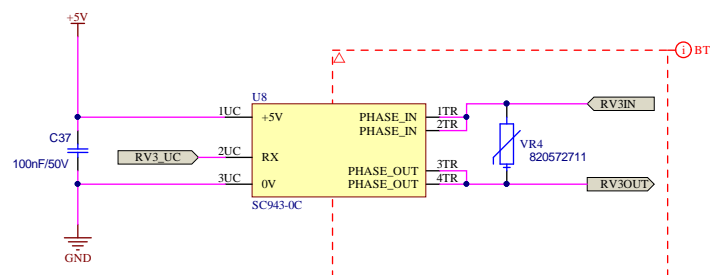 +5V
i BT
U8
1UC +5V PHASE_IN 1TR RV3IN
PHASE_IN 2TR
C37
100nF/50V
RV3_UC 2UC RX
VR4
820572711
PHASE_OUT 3TR
3UC 0V PHASE_OUT 4TR RV3OUT
SC943-0C
GND